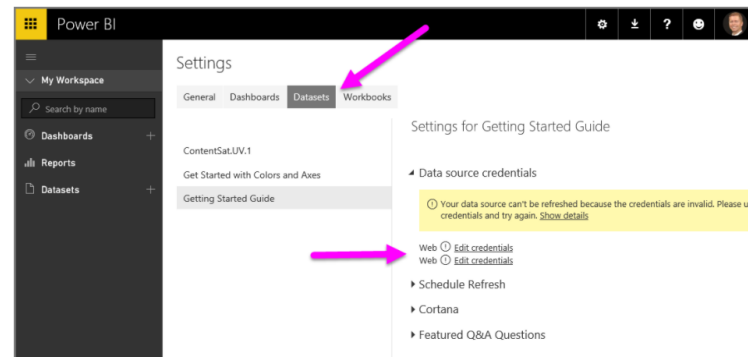 Power BI
?
My Workspace
Search by name
Dashboards
Reports
Datasets
Settings
General Dashboards Datasets Workbooks
ContentSat.UV.1
Get Started with Colors and Axes
Getting Started Guide
Settings for Getting Started Guide
Data source credentials
Your data source can't be refreshed because the credentials are invalid. Please u
credentials and try again. Show details
Web Edit credentials
Web Edit credentials
Schedule Refresh
Cortana
Featured Q&A Questions